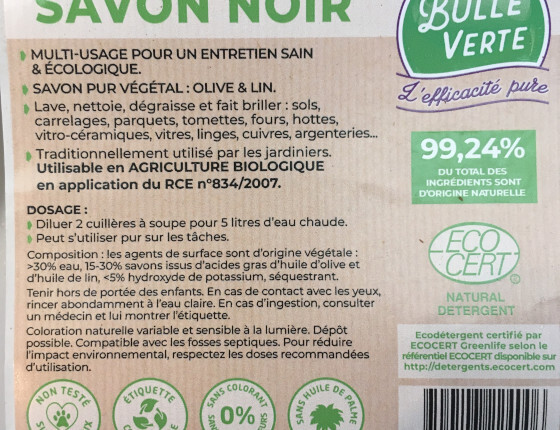 SAVON NOIR
MULTI-USAGE POUR UN ENTRETIEN SAIN
& ÉCOLOGIQUE.
SAVON PUR VÉGÉTAL : OLIVE & LIN.
Lave, nettoie, dégraisse et fait briller : sols,
carrelages, parquets, tomettes, fours, hottes,
vitro-céramiques, vitres, linges, cuivres, argenteries...
Traditionnellement utilisé par les jardiniers.
Utilisable en AGRICULTURE BIOLOGIQUE
en application du RCE n°834/2007.
DOSAGE :
Diluer 2 cuillères à soupe pour 5 litres d'eau chaude.
Peut s'utiliser pur sur les tâches.
Composition : les agents de surface sont d'origine végétale :
>30% eau, 15-30% savons issus d'acides gras d'huile d'olive et
d'huile de lin, <5% hydroxyde de potassium, séquestrant.
Tenir hors de portée des enfants. En cas de contact avec les yeux,
rincer abondamment à l'eau claire. En cas d'ingestion, consulter
un médecin et lui montrer l'étiquette.
Coloration naturelle variable et sensible à la lumière. Dépôt
possible. Compatible avec les fosses septiques. Pour réduire
l'impact environnemental, respectez les doses recommandées
d'utilisation.
NON TESTÉ
ÉTIQUETTE
SANS COLORANT
0%
SANS HUILE DE PALME
BULLE
VERTE
L'efficacité pure
99,24%
DU TOTAL DES
INGRÉDIENTS SONT
D'ORIGINE NATURELLE
ECO
CERT
NATURAL
DETERGENT
Ecodétergent certifié par
ECOCERT Greenlife selon le
référentiel ECOCERT disponible sur
http://detergents.ecocert.com